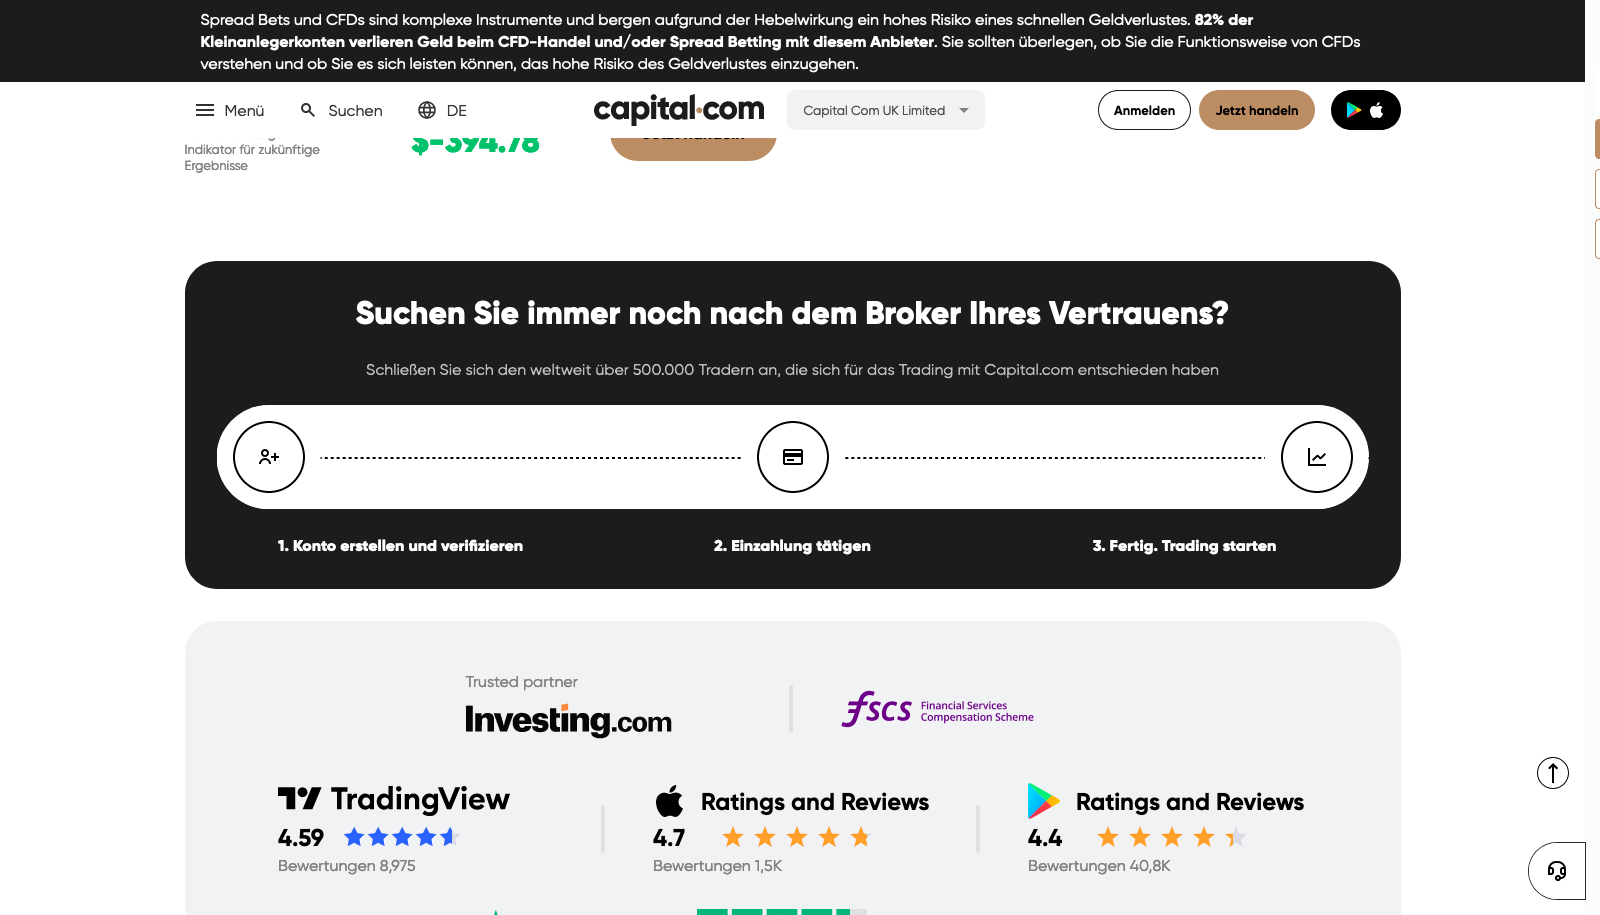 Spread Bets und CFDs sind komplexe Instrumente und bergen aufgrund der Hebelwirkung ein hohes Risiko eines schnellen Geldverlustes. 82% der
Kleinanlegerkonten verlieren Geld beim CFD-Handel und/oder Spread Betting mit diesem Anbieter. Sie sollten überlegen, ob Sie die Funktionsweise von CFDs
verstehen und ob Sie es sich leisten können, das hohe Risiko des Geldverlustes einzugehen.
Menü Suchen DE capital.com Capital Com UK Limited Anmelden Jetzt handeln
Indikator für zukünftige
Ergebnisse
$-394.78
Suchen Sie immer noch nach dem Broker Ihres Vertrauens?
Schließen Sie sich den weltweit über 500.000 Tradern an, die sich für das Trading mit Capital.com entschieden haben
1. Konto erstellen und verifizieren 2. Einzahlung tätigen 3. Fertig. Trading starten
Trusted partner
Investing.com
fscs Financial Services
Compensation Scheme
TradingView
4.59
Bewertungen 8,975
Ratings and Reviews
4.7
Bewertungen 1,5K
Ratings and Reviews
4.4
Bewertungen 40,8K